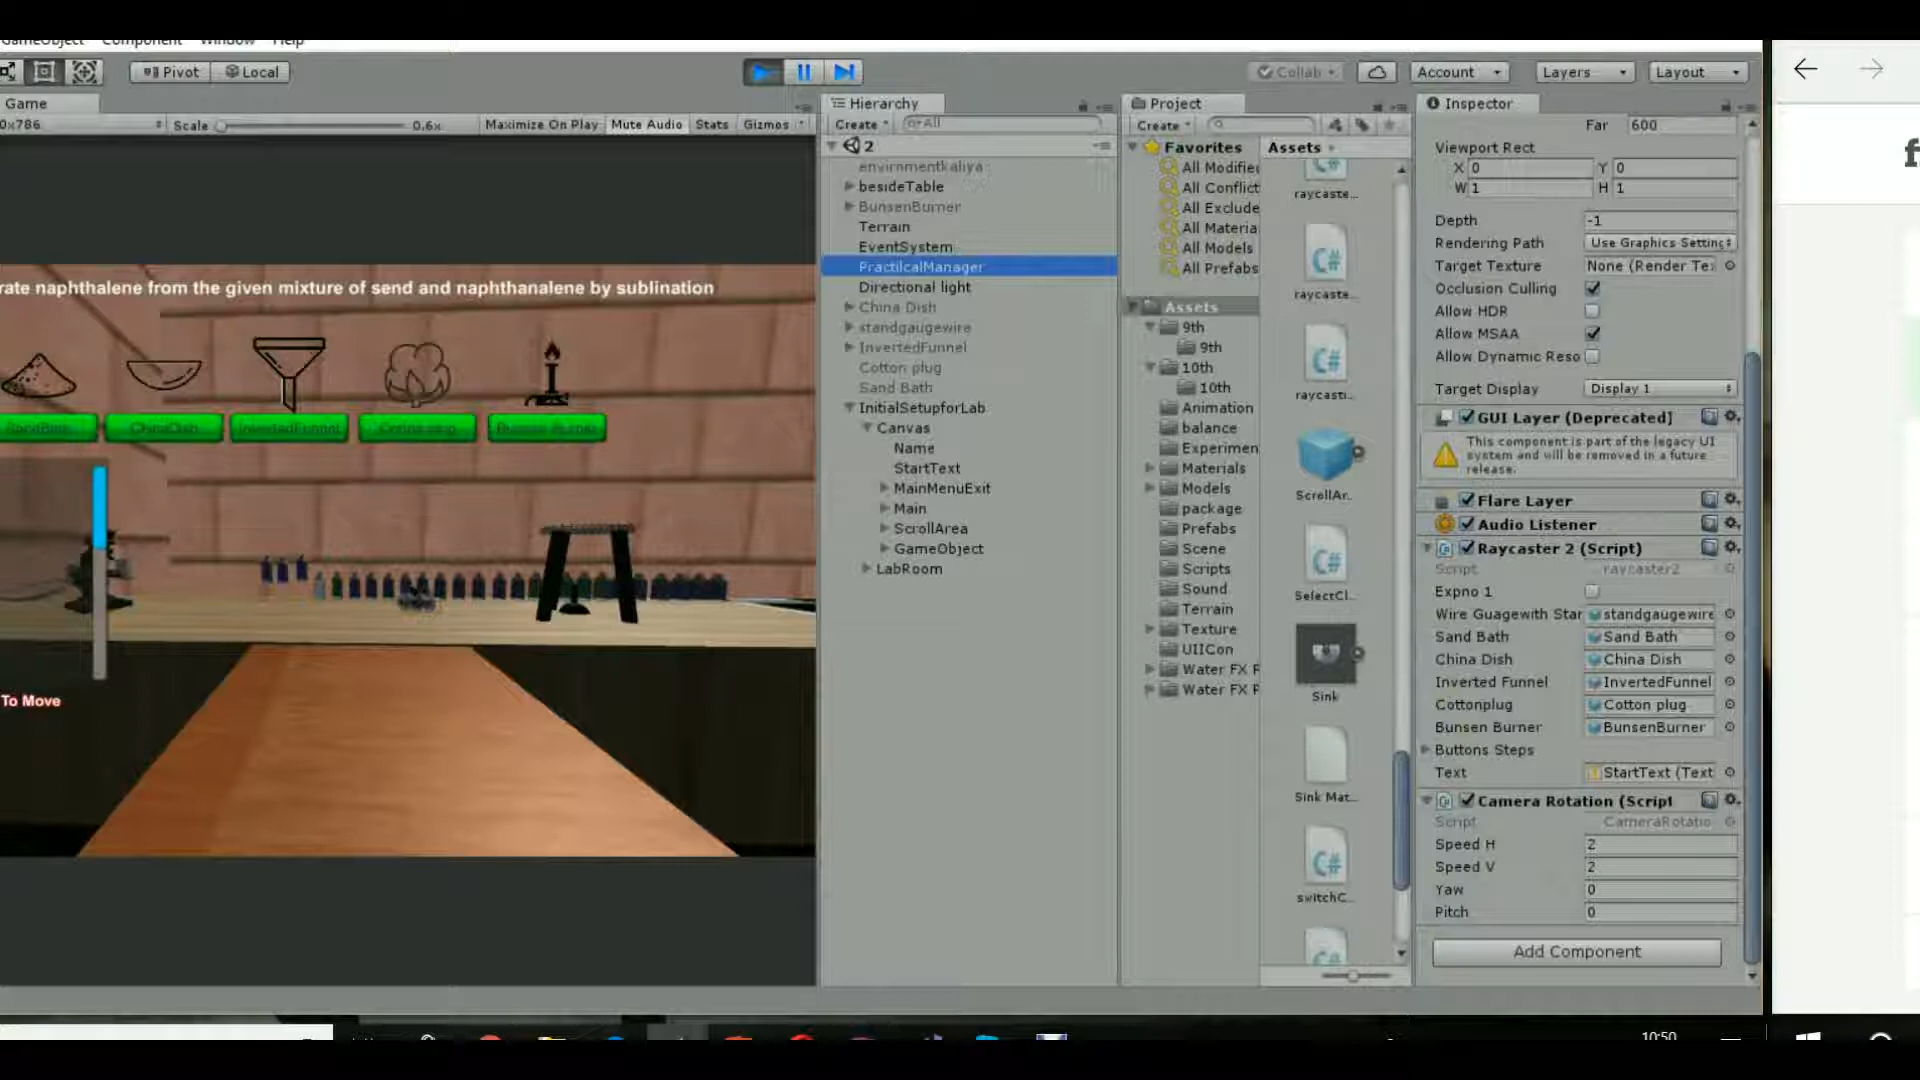 GameObject Component Window Help
Pivot Local
Collab Account Layers Layout
Game
0x786 Scale 0.6x Maximize On Play Mute Audio Stats Gizmos
rate naphthalene from the given mixture of send and naphthanalene by sublination
SandBath ChinaDish InvertedFunnel Bunsen Burner
To Move
Hierarchy
Create All
2
envirnmentkaliya
besideTable
BunsenBurner
Terrain
EventSystem
PractilcalManager
Directional light
China Dish
standgaugewire
InvertedFunnel
Cotton plug
Sand Bath
InitialSetupforLab
Canvas
Name
StartText
MainMenuExit
Main
ScrollArea
GameObject
LabRoom
Project
Create
Favorites
All Modifie
All Conflict
All Exclude
All Materia
All Models
All Prefabs
Assets
9th
9th
10th
10th
Animation
balance
Experimen
Materials
Models
package
Prefabs
Scene
Scripts
Sound
Terrain
Texture
UIICon
Water FX F
Water FX F
Assets
raycaste...
raycaste...
raycasti...
ScrollAr...
SelectCl...
Sink
Sink Mat...
switchC...
Inspector
Far 600
Viewport Rect
X 0 Y 0
W 1 H 1
Depth -1
Rendering Path Use Graphics Settings
Target Texture None (Render Te
Occlusion Culling
Allow HDR
Allow MSAA
Allow Dynamic Reso
Target Display Display 1
GUI Layer (Deprecated)
This component is part of the legacy UI
system and will be removed in a future
release.
Flare Layer
Audio Listener
Raycaster 2 (Script)
Script raycaster2
Expno 1
Wire Guagewith Star standgaugewire
Sand Bath Sand Bath
China Dish China Dish
Inverted Funnel InvertedFunnel
Cottonplug Cotton plug
Bunsen Burner BunsenBurner
Buttons Steps
Text StartText (Text
Camera Rotation (Script
Script CameraRotatio
Speed H 2
Speed V 2
Yaw 0
Pitch 0
Add Component
10:50
f